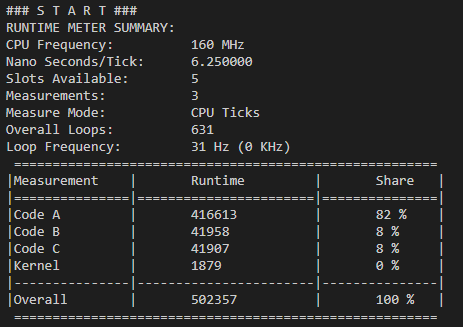 ### S T A R T ###
RUNTIME METER SUMMARY:
CPU Frequency: 160 MHz
Nano Seconds/Tick: 6.250000
Slots Available: 5
Measurements: 3
Measure Mode: CPU Ticks
Overall Loops: 631
Loop Frequency: 31 Hz (0 KHz)
====================================================
|Measurement | Runtime | Share |
|==============|======================|==============|
|Code A | 416613 | 82 % |
|Code B | 41958 | 8 % |
|Code C | 41907 | 8 % |
|Kernel | 1879 | 0 % |
|--------------|----------------------|--------------|
|Overall | 502357 | 100 % |
====================================================